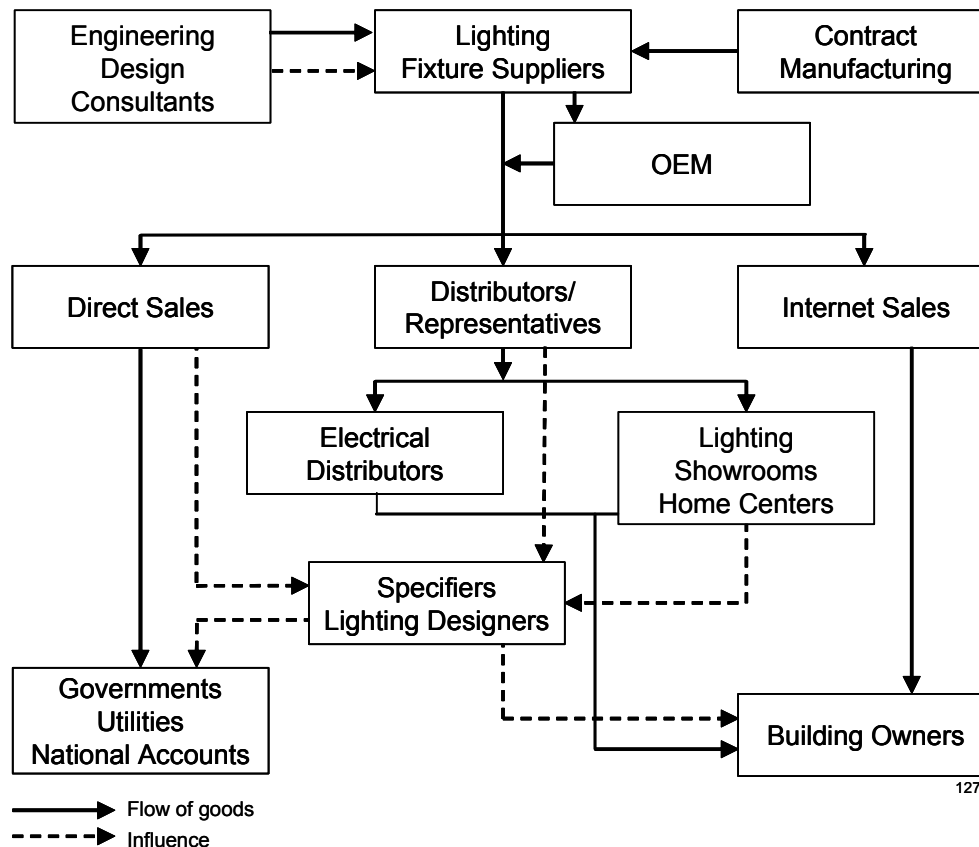 Engineering
Design
Consultants
Lighting
Fixture Suppliers
Contract
Manufacturing
OEM
Direct Sales
Distributors/
Representatives
Internet Sales
Electrical
Distributors
Lighting
Showrooms
Home Centers
Specifiers
Lighting Designers
Governments
Utilities
National Accounts
Building Owners
127
Flow of goods
Influence